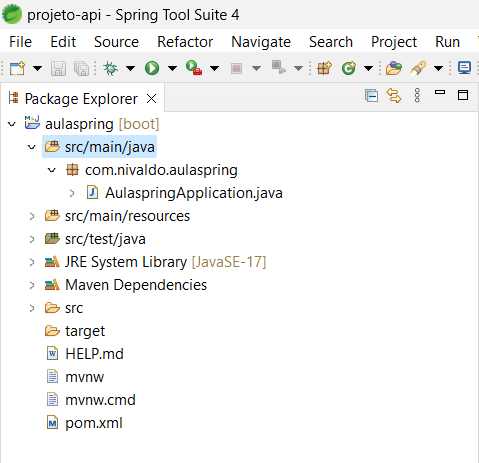 projeto-api - Spring Tool Suite 4
File Edit Source Refactor Navigate Search Project Run
Package Explorer
aulaspring [boot]
src/main/java
com.nivaldo.aulaspring
AulaspringApplication.java
src/main/resources
src/test/java
JRE System Library [JavaSE-17]
Maven Dependencies
src
target
HELP.md
mvnw
mvnw.cmd
pom.xml